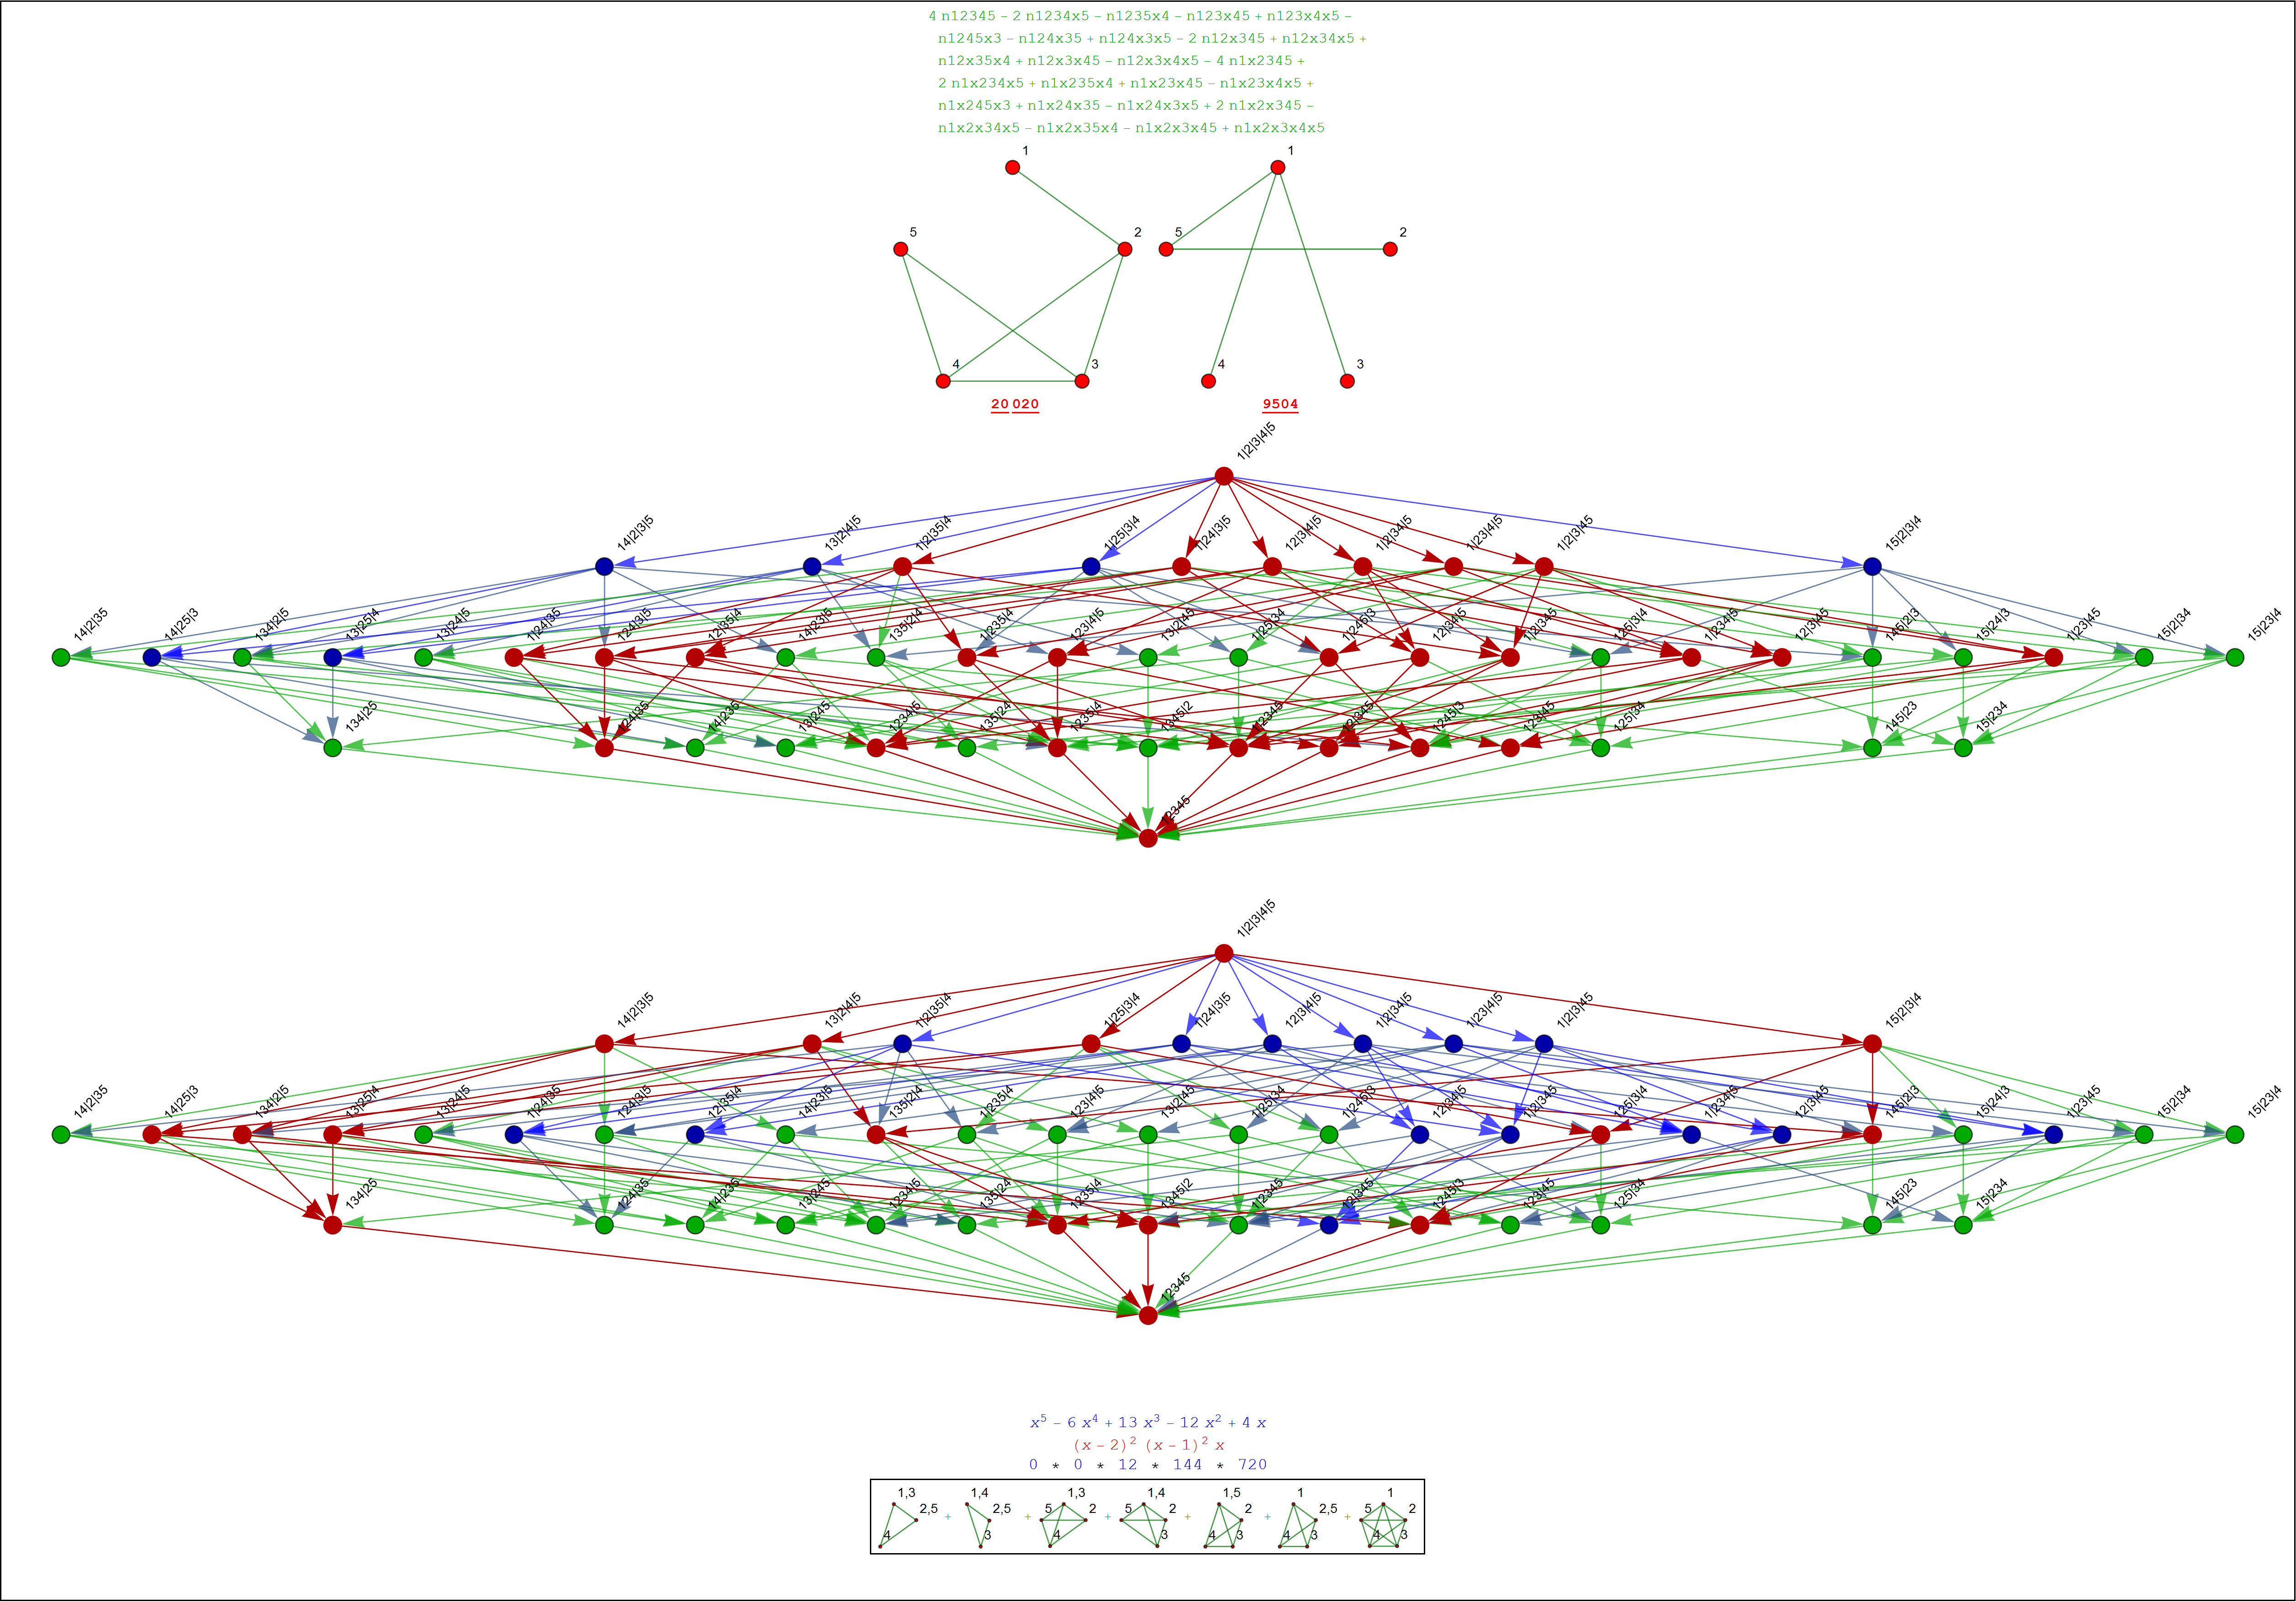 4 n12345 − 2 n1234x5 − n1235x4 − n123x45 + n123x4x5 −
n1245x3 − n124x35 + n124x3x5 − 2 n12x345 + n12x34x5 +
n12x35x4 + n12x3x45 − n12x3x4x5 − 4 n1x2345 +
2 n1x234x5 + n1x235x4 + n1x23x45 − n1x23x4x5 +
n1x245x3 + n1x24x35 − n1x24x3x5 + 2 n1x2x345 −
n1x2x34x5 − n1x2x35x4 − n1x2x3x45 + n1x2x3x4x5
1 1
5 2 5 2
4 3 4 3
20 020 9504
1|2|3|4|5
14|2|3|5 13|2|4|5 1|2|35|4 1|25|3|4 1|24|3|5 12|3|4|5 1|2|34|5 1|23|4|5 1|2|3|45 15|2|3|4
14|2|35 14|25|3 134|2|5 13|25|4 13|24|5 1|24|35 124|3|5 12|35|4 14|23|5 135|2|4 1|235|4 123|4|5 13|2|45 1|25|34 1|245|3 12|34|5 1|2|345 125|3|4 1|234|5 12|3|45 145|2|3 15|24|3 1|23|45 15|2|34 15|23|4
134|25 124|35 14|235 13|245 1234|5 135|24 1235|4 1345|2 1|2345 12|345 1245|3 123|45 125|34 145|23 15|234
12345
1|2|3|4|5
14|2|3|5 13|2|4|5 1|2|35|4 1|25|3|4 1|24|3|5 12|3|4|5 1|2|34|5 1|23|4|5 1|2|3|45 15|2|3|4
14|2|35 14|25|3 134|2|5 13|25|4 13|24|5 1|24|35 124|3|5 12|35|4 14|23|5 135|2|4 1|235|4 123|4|5 13|2|45 1|25|34 1|245|3 12|34|5 1|2|345 125|3|4 1|234|5 12|3|45 145|2|3 15|24|3 1|23|45 15|2|34 15|23|4
134|25 124|35 14|235 13|245 1234|5 135|24 1235|4 1345|2 1|2345 12|345 1245|3 123|45 125|34 145|23 15|234
12345
x⁵ − 6 x⁴ + 13 x³ − 12 x² + 4 x
(x − 2)² (x − 1)² x
0 * 0 * 12 * 144 * 720
1,3 1,4 1,3 1,4 1,5 1 1
2,5 + 2,5 + 5 2 + 5 2 + 2 + 2,5 + 5 2
4 3 4 3 4 3 4 3 4 3